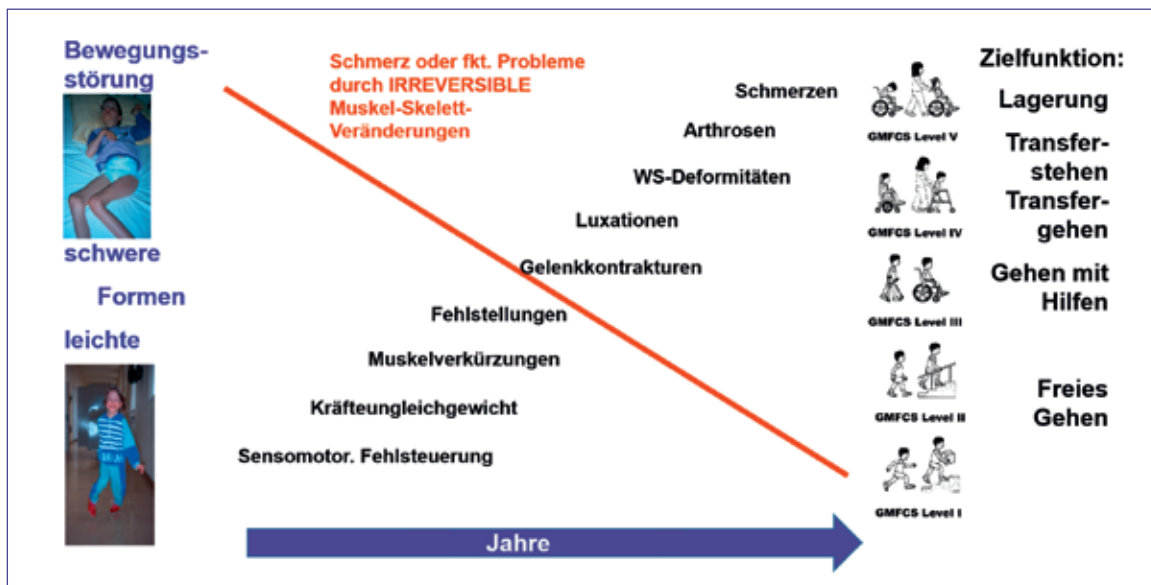 Bewegungs-
störung
schwere
Formen
leichte
Schmerz oder fkt. Probleme
durch IRREVERSIBLE
Muskel-Skelett-
Veränderungen
Schmerzen
Arthrosen
WS-Deformitäten
Luxationen
Gelenkkontrakturen
Fehlstellungen
Muskelverkürzungen
Kräfteungleichgewicht
Sensomotor. Fehlsteuerung
Jahre
GMFCS Level V
GMFCS Level IV
GMFCS Level III
GMFCS Level II
GMFCS Level I
Zielfunktion:
Lagerung
Transfer-
stehen
Transfer-
gehen
Gehen mit
Hilfen
Freies
Gehen